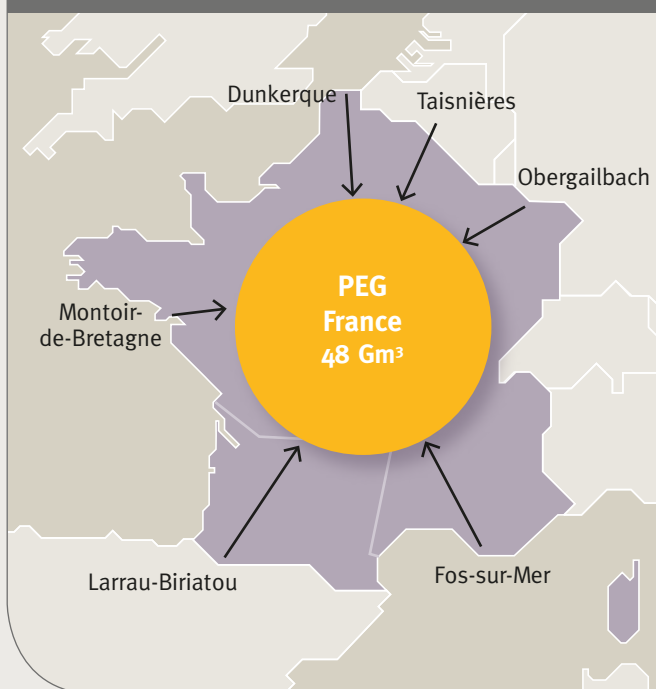 Dunkerque
Taisnières
Obergailbach
PEG
France
48 Gm³
Montoir-
de-Bretagne
Larrau-Biriatou
Fos-sur-Mer